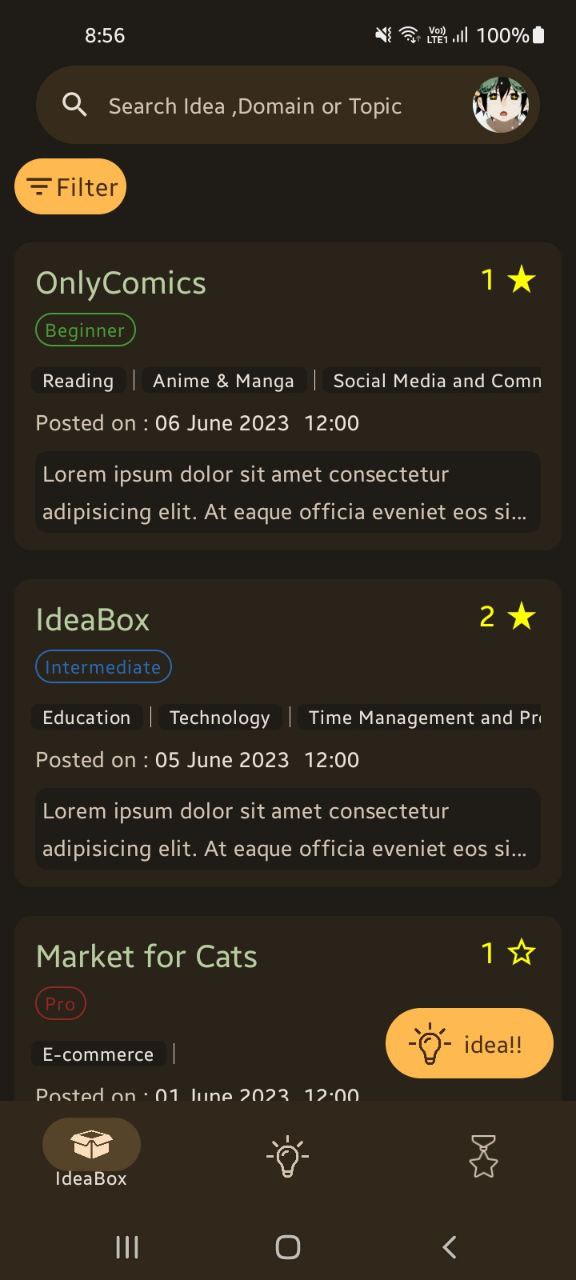 8:56 Vo)) LTE1 100%
Search Idea ,Domain or Topic
Filter
OnlyComics 1
Beginner
Reading | Anime & Manga | Social Media and Comm
Posted on : 06 June 2023 12:00
Lorem ipsum dolor sit amet consectetur
adipisicing elit. At eaque officia eveniet eos si...
IdeaBox 2
Intermediate
Education | Technology | Time Management and Pro
Posted on : 05 June 2023 12:00
Lorem ipsum dolor sit amet consectetur
adipisicing elit. At eaque officia eveniet eos si...
Market for Cats 1
Pro
E-commerce |
idea!!
Posted on : 01 June 2023 12:00
IdeaBox